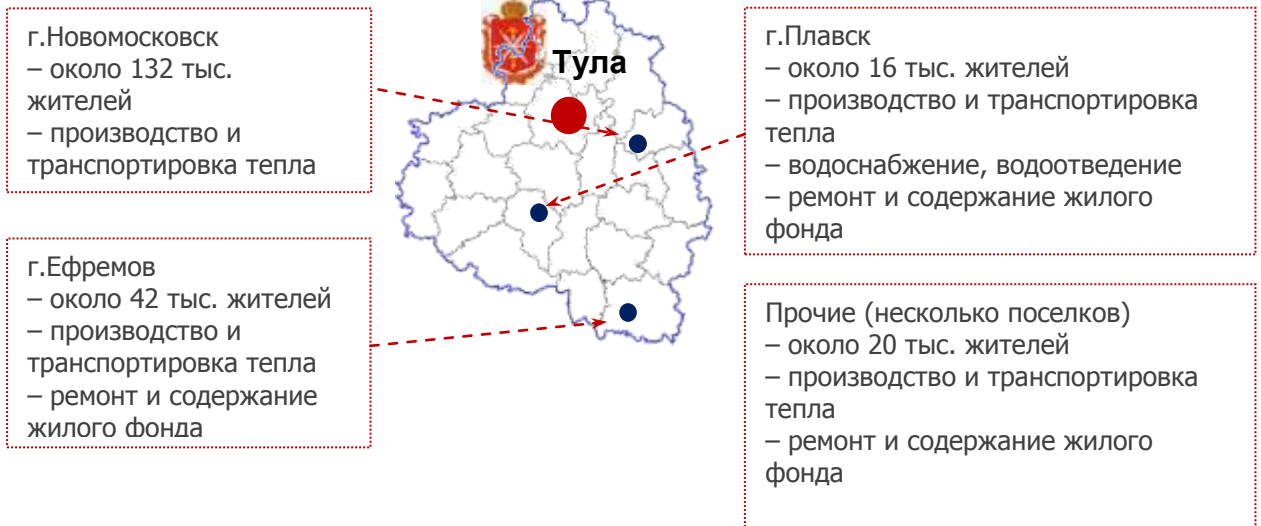 г.Новомосковск
– около 132 тыс.
жителей
– производство и
транспортировка тепла
г.Ефремов
– около 42 тыс. жителей
– производство и
транспортировка тепла
– ремонт и содержание
жилого фонда
Тула
г.Плавск
– около 16 тыс. жителей
– производство и транспортировка
тепла
– водоснабжение, водоотведение
– ремонт и содержание жилого
фонда
Прочие (несколько поселков)
– около 20 тыс. жителей
– производство и транспортировка
тепла
– ремонт и содержание жилого
фонда